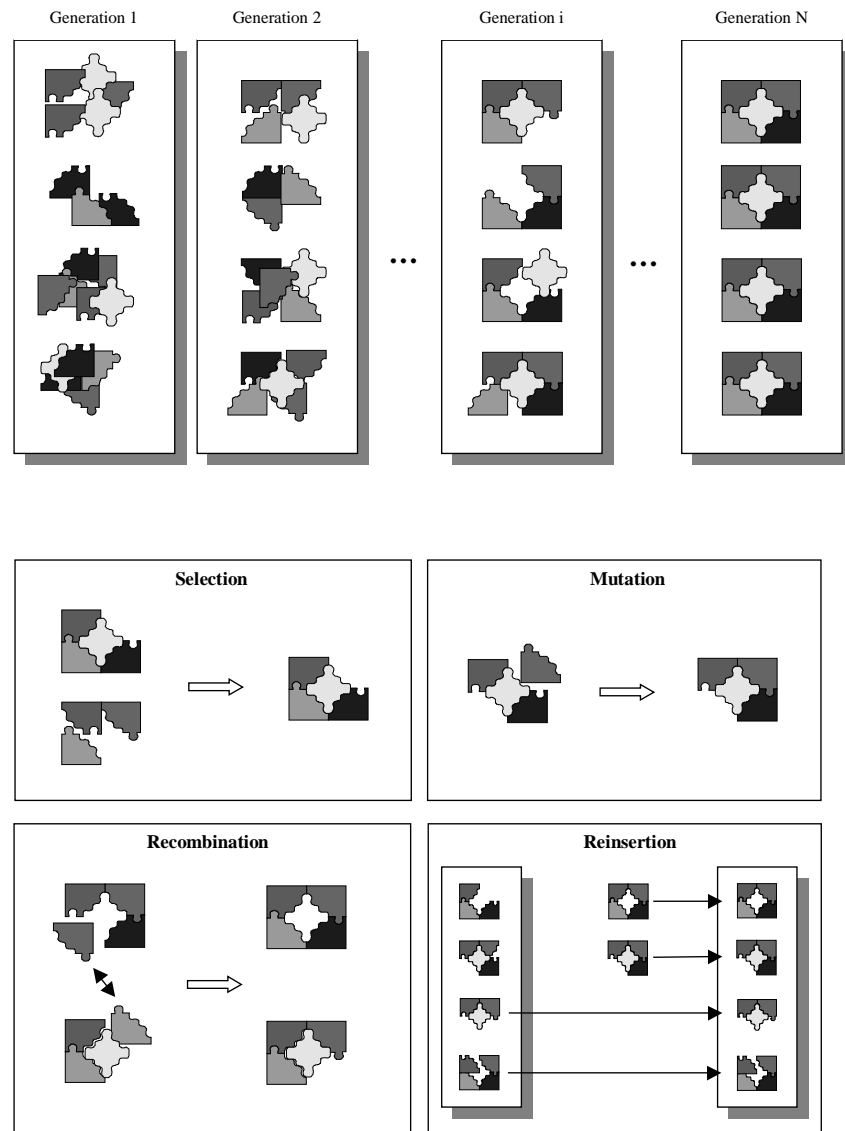 Generation 1
Generation 2
Generation i
Generation N
...
...
Selection
Mutation
Recombination
Reinsertion